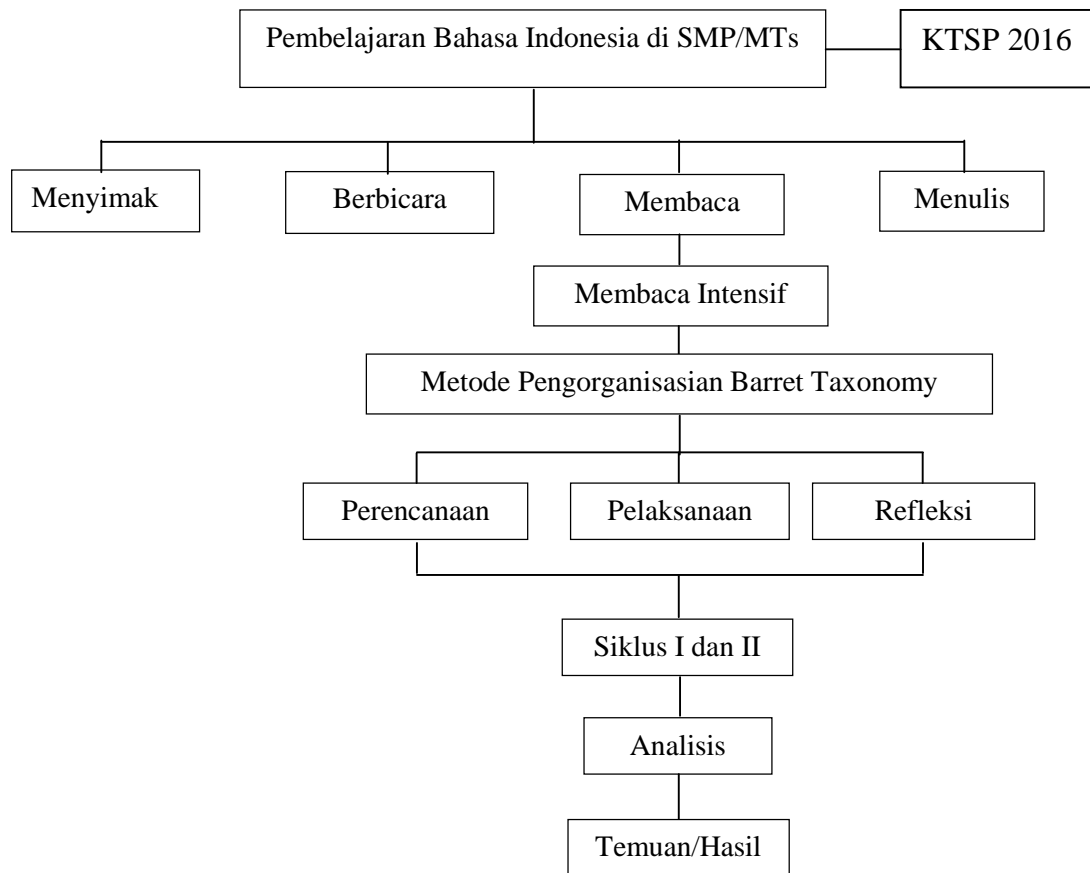 Pembelajaran Bahasa Indonesia di SMP/MTs
KTSP 2016
Menyimak
Berbicara
Membaca
Menulis
Membaca Intensif
Metode Pengorganisasian Barret Taxonomy
Perencanaan
Pelaksanaan
Refleksi
Siklus I dan II
Analisis
Temuan/Hasil